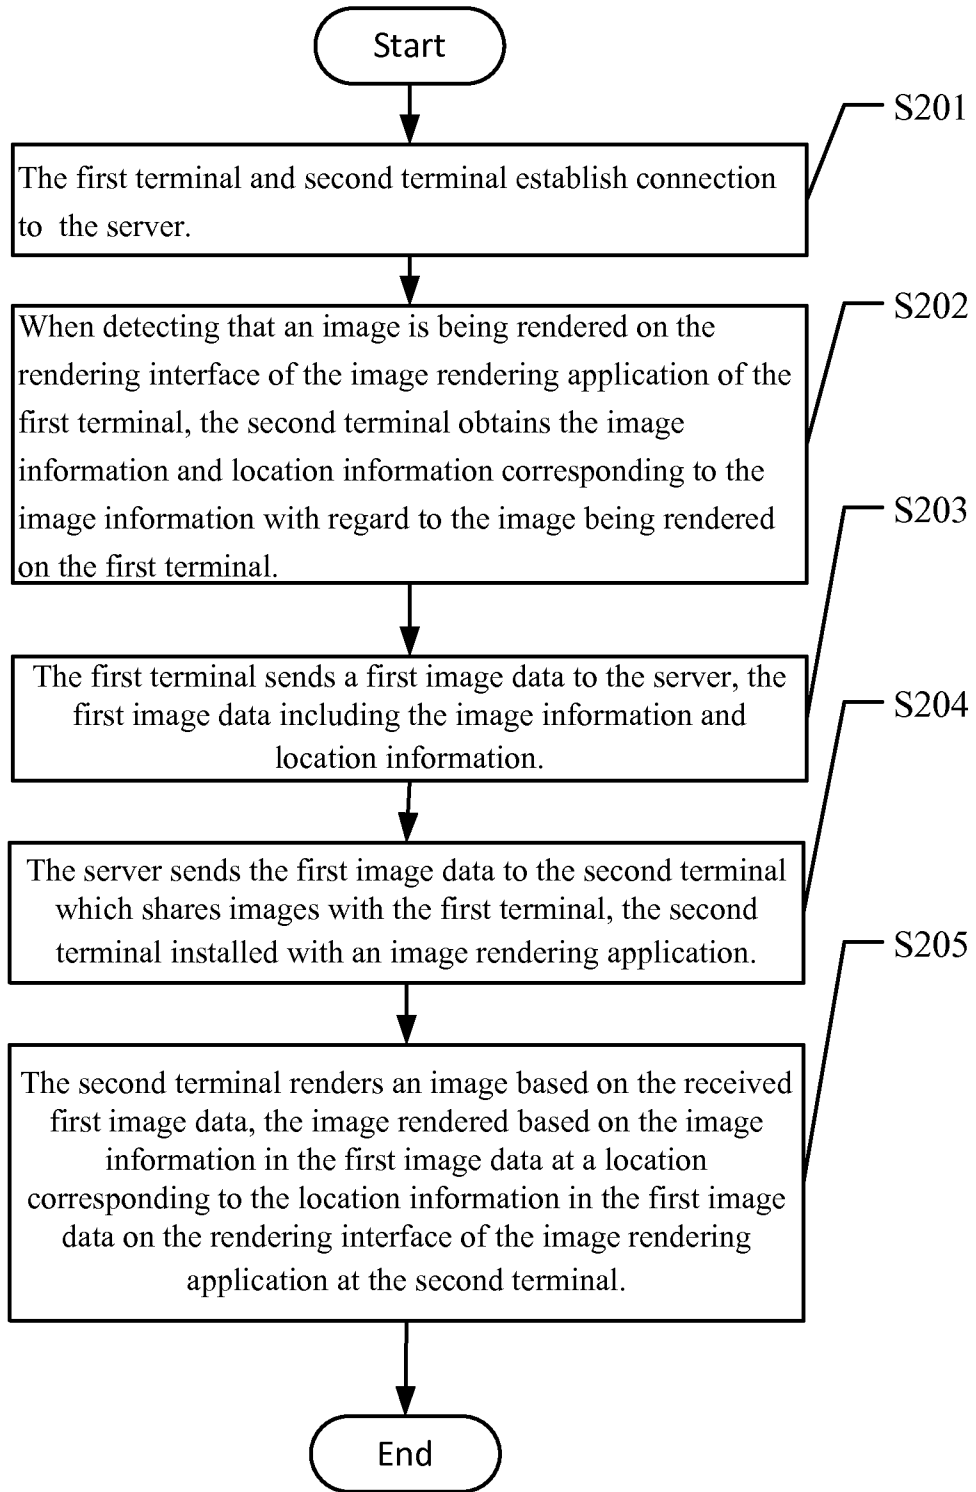 Start
S201
The first terminal and second terminal establish connection
to the server.
S202
When detecting that an image is being rendered on the
rendering interface of the image rendering application of the
first terminal, the second terminal obtains the image
information and location information corresponding to the
image information with regard to the image being rendered
on the first terminal.
S203
The first terminal sends a first image data to the server, the
first image data including the image information and
location information.
S204
The server sends the first image data to the second terminal
which shares images with the first terminal, the second
terminal installed with an image rendering application.
S205
The second terminal renders an image based on the received
first image data, the image rendered based on the image
information in the first image data at a location
corresponding to the location information in the first image
data on the rendering interface of the image rendering
application at the second terminal.
End